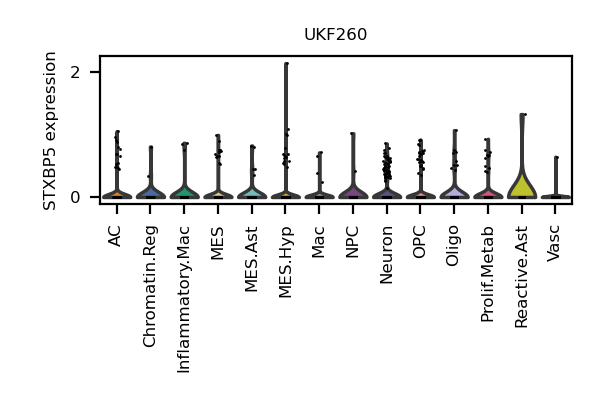 UKF260
STXBP5 expression
2
0
AC
Chromatin.Reg
Inflammatory.Mac
MES
MES.Ast
MES.Hyp
Mac
NPC
Neuron
OPC
Oligo
Prolif.Metab
Reactive.Ast
Vasc